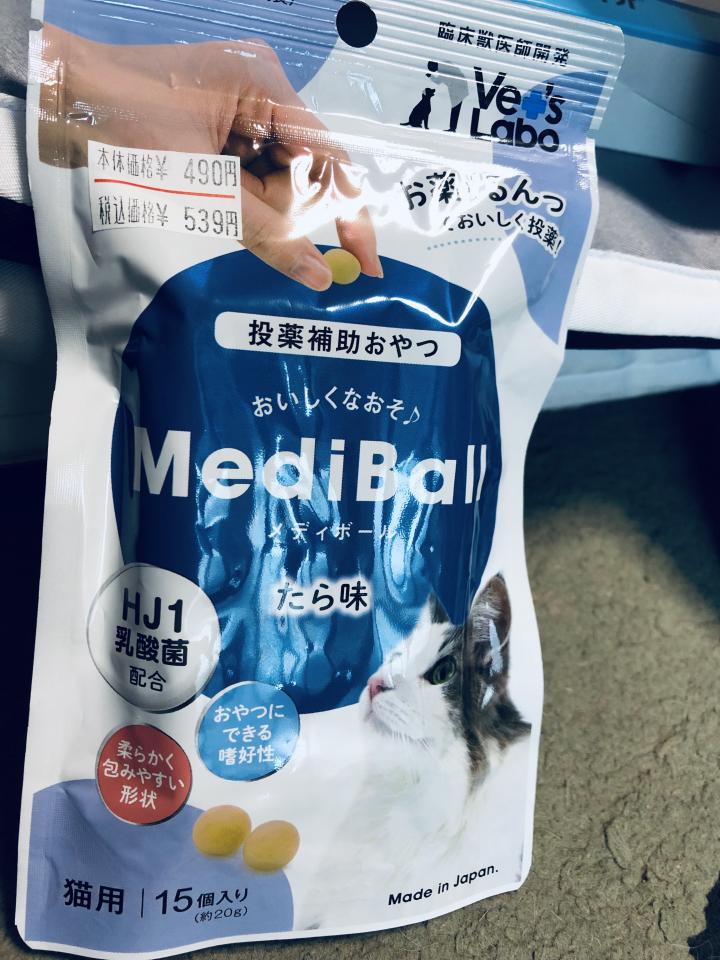 臨床獣医師開発
Vet's
Labo
本体価格¥ 490円
税込価格¥ 539円
おいしく投薬!
投薬補助おやつ
おいしくなおそ♪
MediBall
メディボール
たら味
HJ1
乳酸菌
配合
おやつに
できる
嗜好性
柔らかく
包みやすい
形状
猫用 15個入り
(約20g)
Made in Japan.